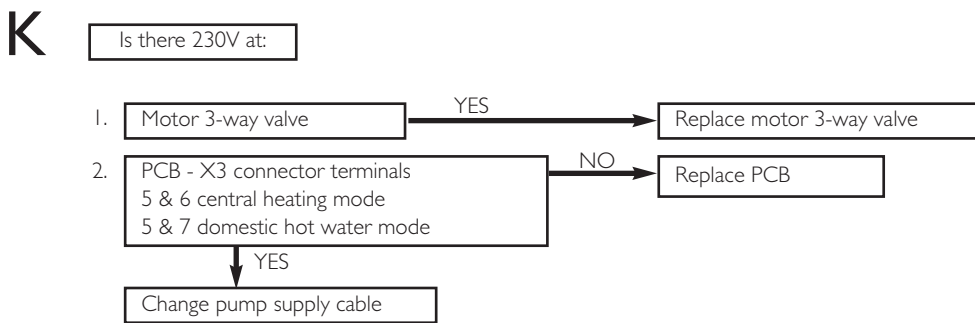 K
Is there 230V at:
YES
1. Motor 3-way valve
Replace motor 3-way valve
2. PCB - X3 connector terminals
5 & 6 central heating mode
5 & 7 domestic hot water mode
NO
Replace PCB
YES
Change pump supply cable